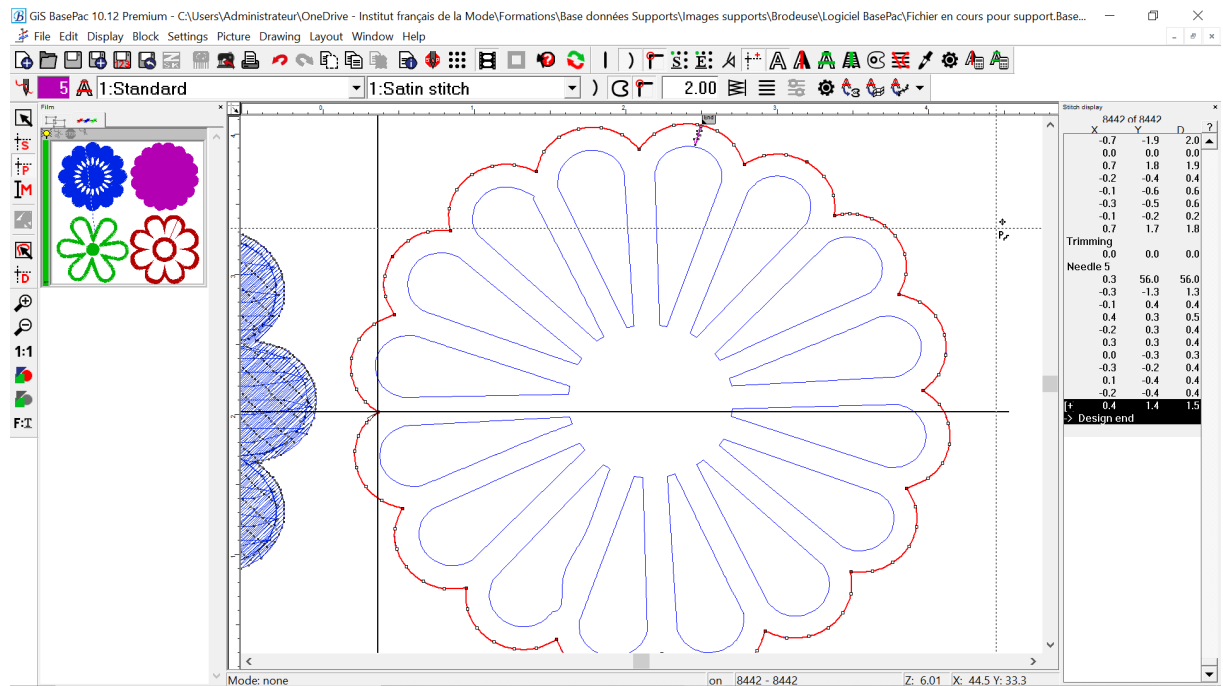 GiS BasePac 10.12 Premium - C:\Users\Administrateur\OneDrive - Institut français de la Mode\Formations\Base données Supports\Images supports\Brodeuse\Logiciel BasePac\Fichier en cours pour support.Base...
File Edit Display Block Settings Picture Drawing Layout Window Help
5 1:Standard 1:Satin stitch 2.00
Film
S
P
M
D
1:1
F:T
0 1 2 3 4
End
P
Stitch display
8442 of 8442
?
X Y D
-0.7 -1.9 2.0
0.0 0.0 0.0
0.7 1.8 1.9
-0.2 -0.4 0.4
-0.1 -0.6 0.6
-0.3 -0.5 0.6
-0.1 -0.2 0.2
0.7 1.7 1.8
Trimming
0.0 0.0 0.0
Needle 5
0.3 56.0 56.0
-0.3 -1.3 1.3
-0.1 0.4 0.4
0.4 0.3 0.5
-0.2 0.3 0.4
0.3 0.3 0.4
0.0 -0.3 0.3
-0.3 -0.2 0.4
0.1 -0.4 0.4
-0.2 -0.4 0.4
[+ 0.4 1.4 1.5
-> Design end
Mode: none on 8442 - 8442 Z: 6.01 X: 44.5 Y: 33.3